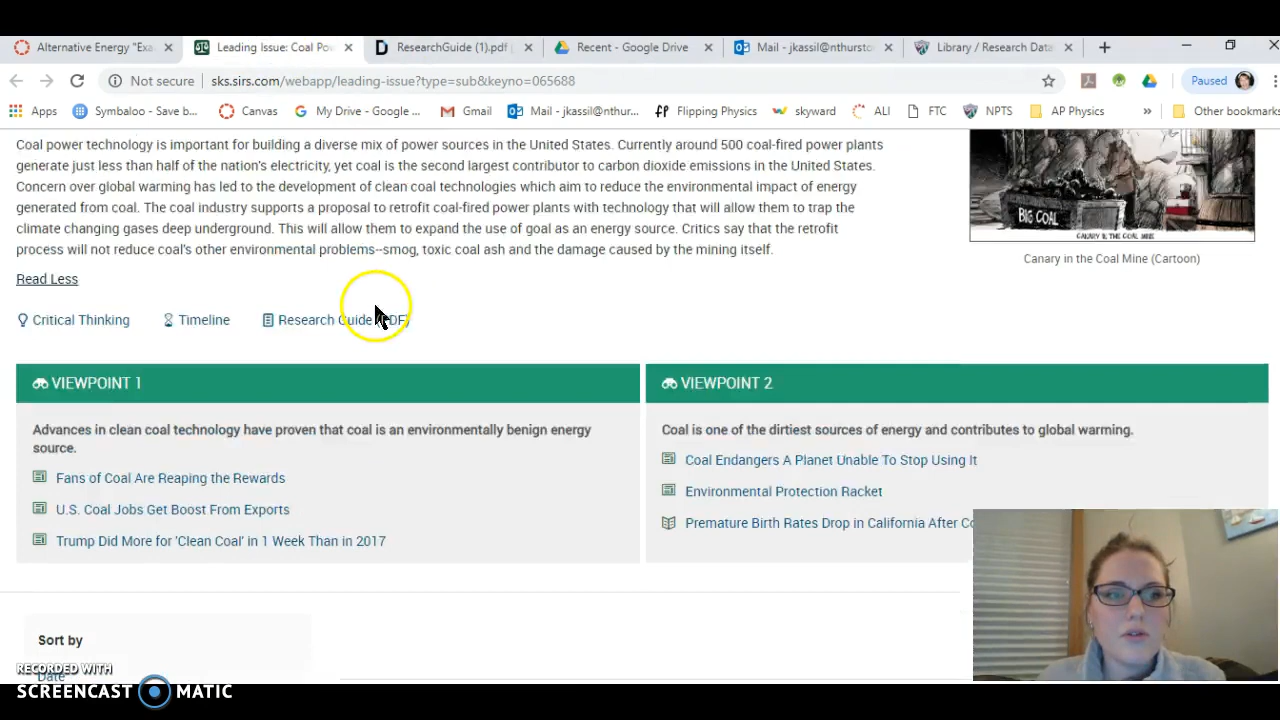 Alternative Energy "Exa
Leading Issue: Coal Po
ResearchGuide (1).pdf
Recent - Google Drive
Mail - jkassil@nthursto
Library / Research Data
Not secure sks.sirs.com/webapp/leading-issue?type=sub&keyno=065688
Paused
Apps
Symbaloo - Save b...
Canvas
My Drive - Google ...
Gmail
Mail - jkassil@nthur...
Flipping Physics
skyward
ALI
FTC
NPTS
AP Physics
Other bookmarks
Coal power technology is important for building a diverse mix of power sources in the United States. Currently around 500 coal-fired power plants
generate just less than half of the nation's electricity, yet coal is the second largest contributor to carbon dioxide emissions in the United States.
Concern over global warming has led to the development of clean coal technologies which aim to reduce the environmental impact of energy
generated from coal. The coal industry supports a proposal to retrofit coal-fired power plants with technology that will allow them to trap the
climate changing gases deep underground. This will allow them to expand the use of goal as an energy source. Critics say that the retrofit
process will not reduce coal's other environmental problems--smog, toxic coal ash and the damage caused by the mining itself.
BIG COAL
CANARY IN THE COAL MINE
Canary in the Coal Mine (Cartoon)
Read Less
Critical Thinking
Timeline
Research Guide (PDF)
VIEWPOINT 1
Advances in clean coal technology have proven that coal is an environmentally benign energy
source.
Fans of Coal Are Reaping the Rewards
U.S. Coal Jobs Get Boost From Exports
Trump Did More for 'Clean Coal' in 1 Week Than in 2017
VIEWPOINT 2
Coal is one of the dirtiest sources of energy and contributes to global warming.
Coal Endangers A Planet Unable To Stop Using It
Environmental Protection Racket
Premature Birth Rates Drop in California After Co
Sort by
Date
RECORDED WITH
SCREENCAST MATIC